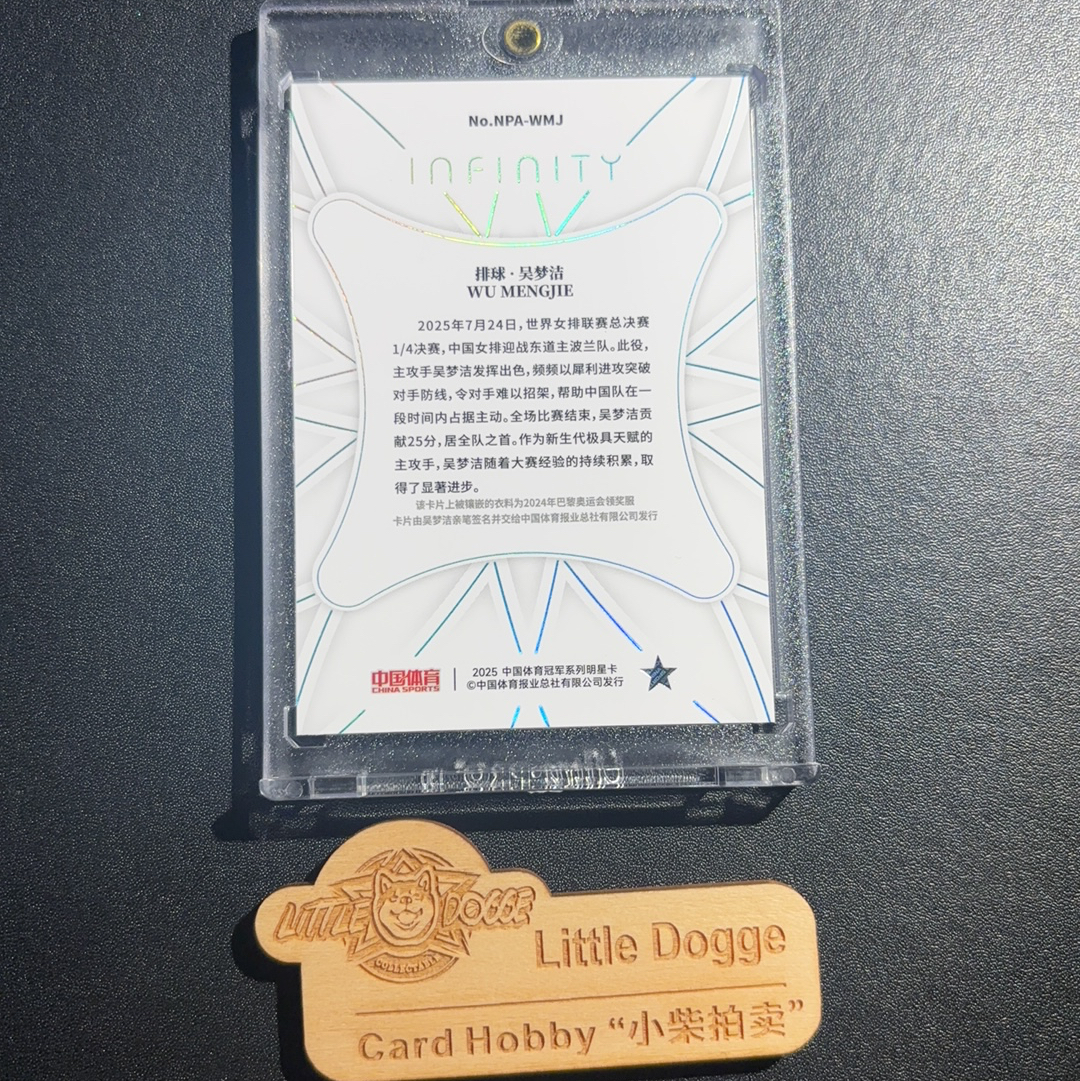 No.NPA-WMJ
INFINITY
排球·吴梦洁
WU MENGJIE
2025年7月24日，世界女排联赛总决赛
1/4决赛，中国女排迎战东道主波兰队。此役，
主攻手吴梦洁发挥出色，频频以犀利进攻突破
对手防线，令对手难以招架，帮助中国队在一
段时间内占据主动。全场比赛结束，吴梦洁贡
献25分，居全队之首。作为新生代极具天赋的
主攻手，吴梦洁随着大赛经验的持续积累，取
得了显著进步。
该卡片上被镶嵌的衣料为2024年巴黎奥运会领奖服
卡片由吴梦洁亲笔签名并交给中国体育报业总社有限公司发行
中国体育
CHINA SPORTS
2025 中国体育冠军系列明星卡
©中国体育报业总社有限公司发行
LITTLE DOGGE
COLLECTABLE
Little Dogge
Card Hobby “小柴拍卖”